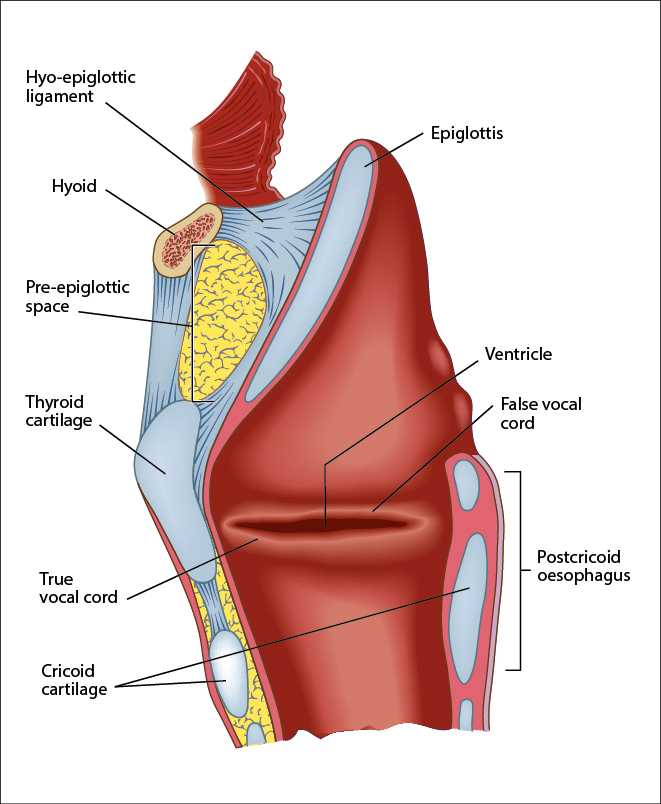 Hyo-epiglottic
ligament
Epiglottis
Hyoid
Pre-epiglottic
space
Ventricle
Thyroid
cartilage
False vocal
cord
Postcricoid
oesophagus
True
vocal cord
Cricoid
cartilage